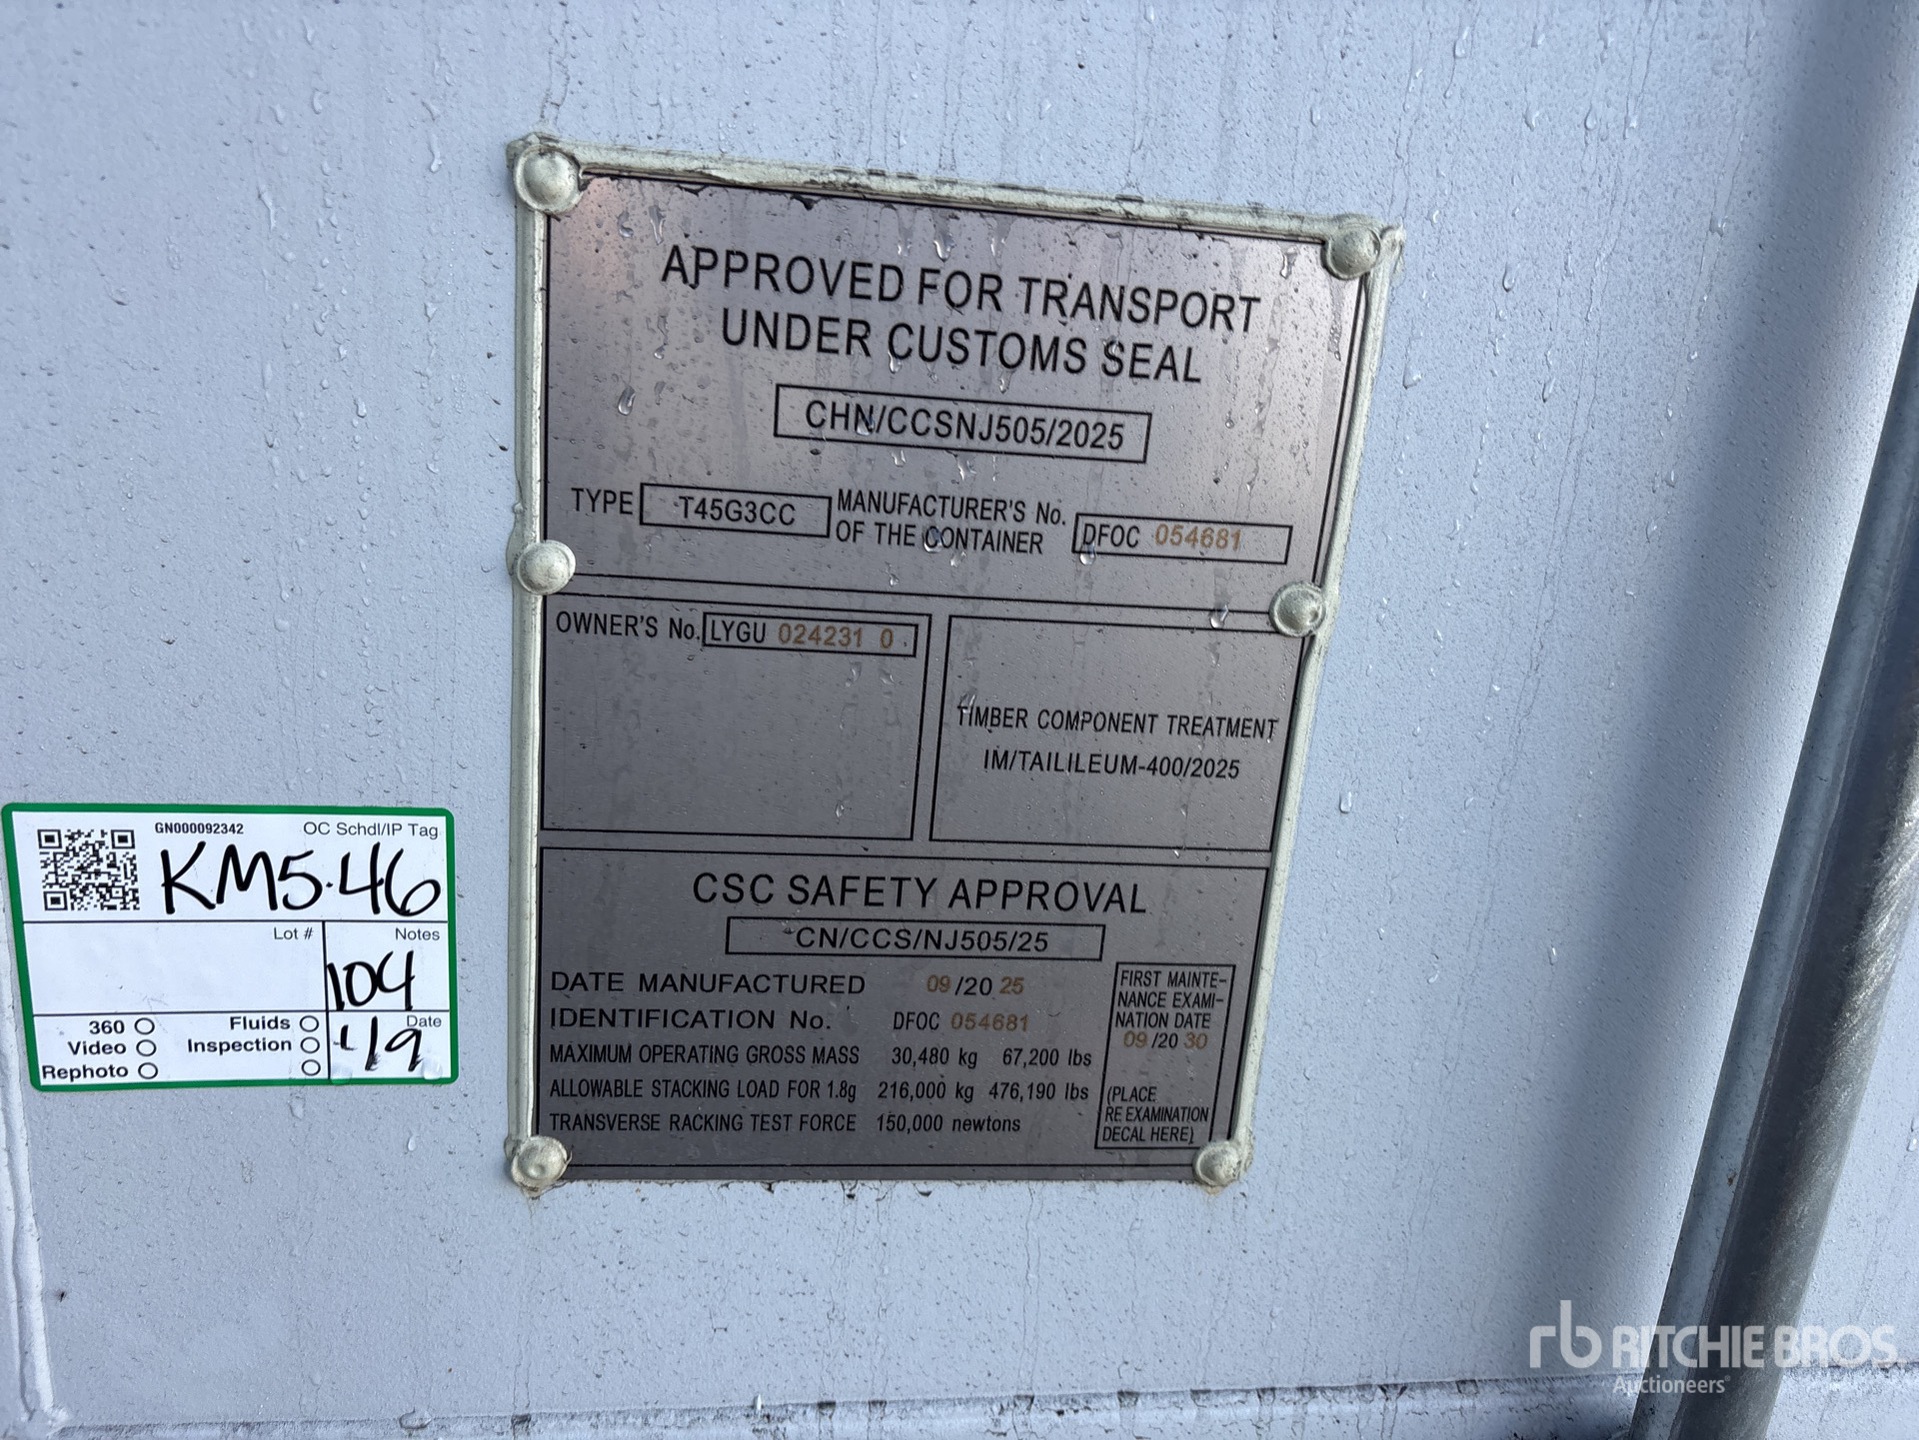 APPROVED FOR TRANSPORT
UNDER CUSTOMS SEAL
CHN/CCSNJ505/2025
TYPE T45G3CC MANUFACTURER'S No.
OF THE CONTAINER DFOC 054681
OWNER'S No. LYGU 024231 0
TIMBER COMPONENT TREATMENT
IM/TAILILEUM-400/2025
CSC SAFETY APPROVAL
CN/CCS/NJ505/25
DATE MANUFACTURED 09/20 25
IDENTIFICATION No. DFOC 054681
MAXIMUM OPERATING GROSS MASS 30,480 kg 67,200 lbs
ALLOWABLE STACKING LOAD FOR 1.8g 216,000 kg 476,190 lbs
TRANSVERSE RACKING TEST FORCE 150,000 newtons
FIRST MAINTE-
NANCE EXAMI-
NATION DATE
09/20 30
(PLACE
RE EXAMINATION
DECAL HERE)
GN000092342 OC Schdl/IP Tag
KM5.46
Lot # Notes
104
360 Fluids Date
Video Inspection 4/9
Rephoto
rb RITCHIE BROS
Auctioneers